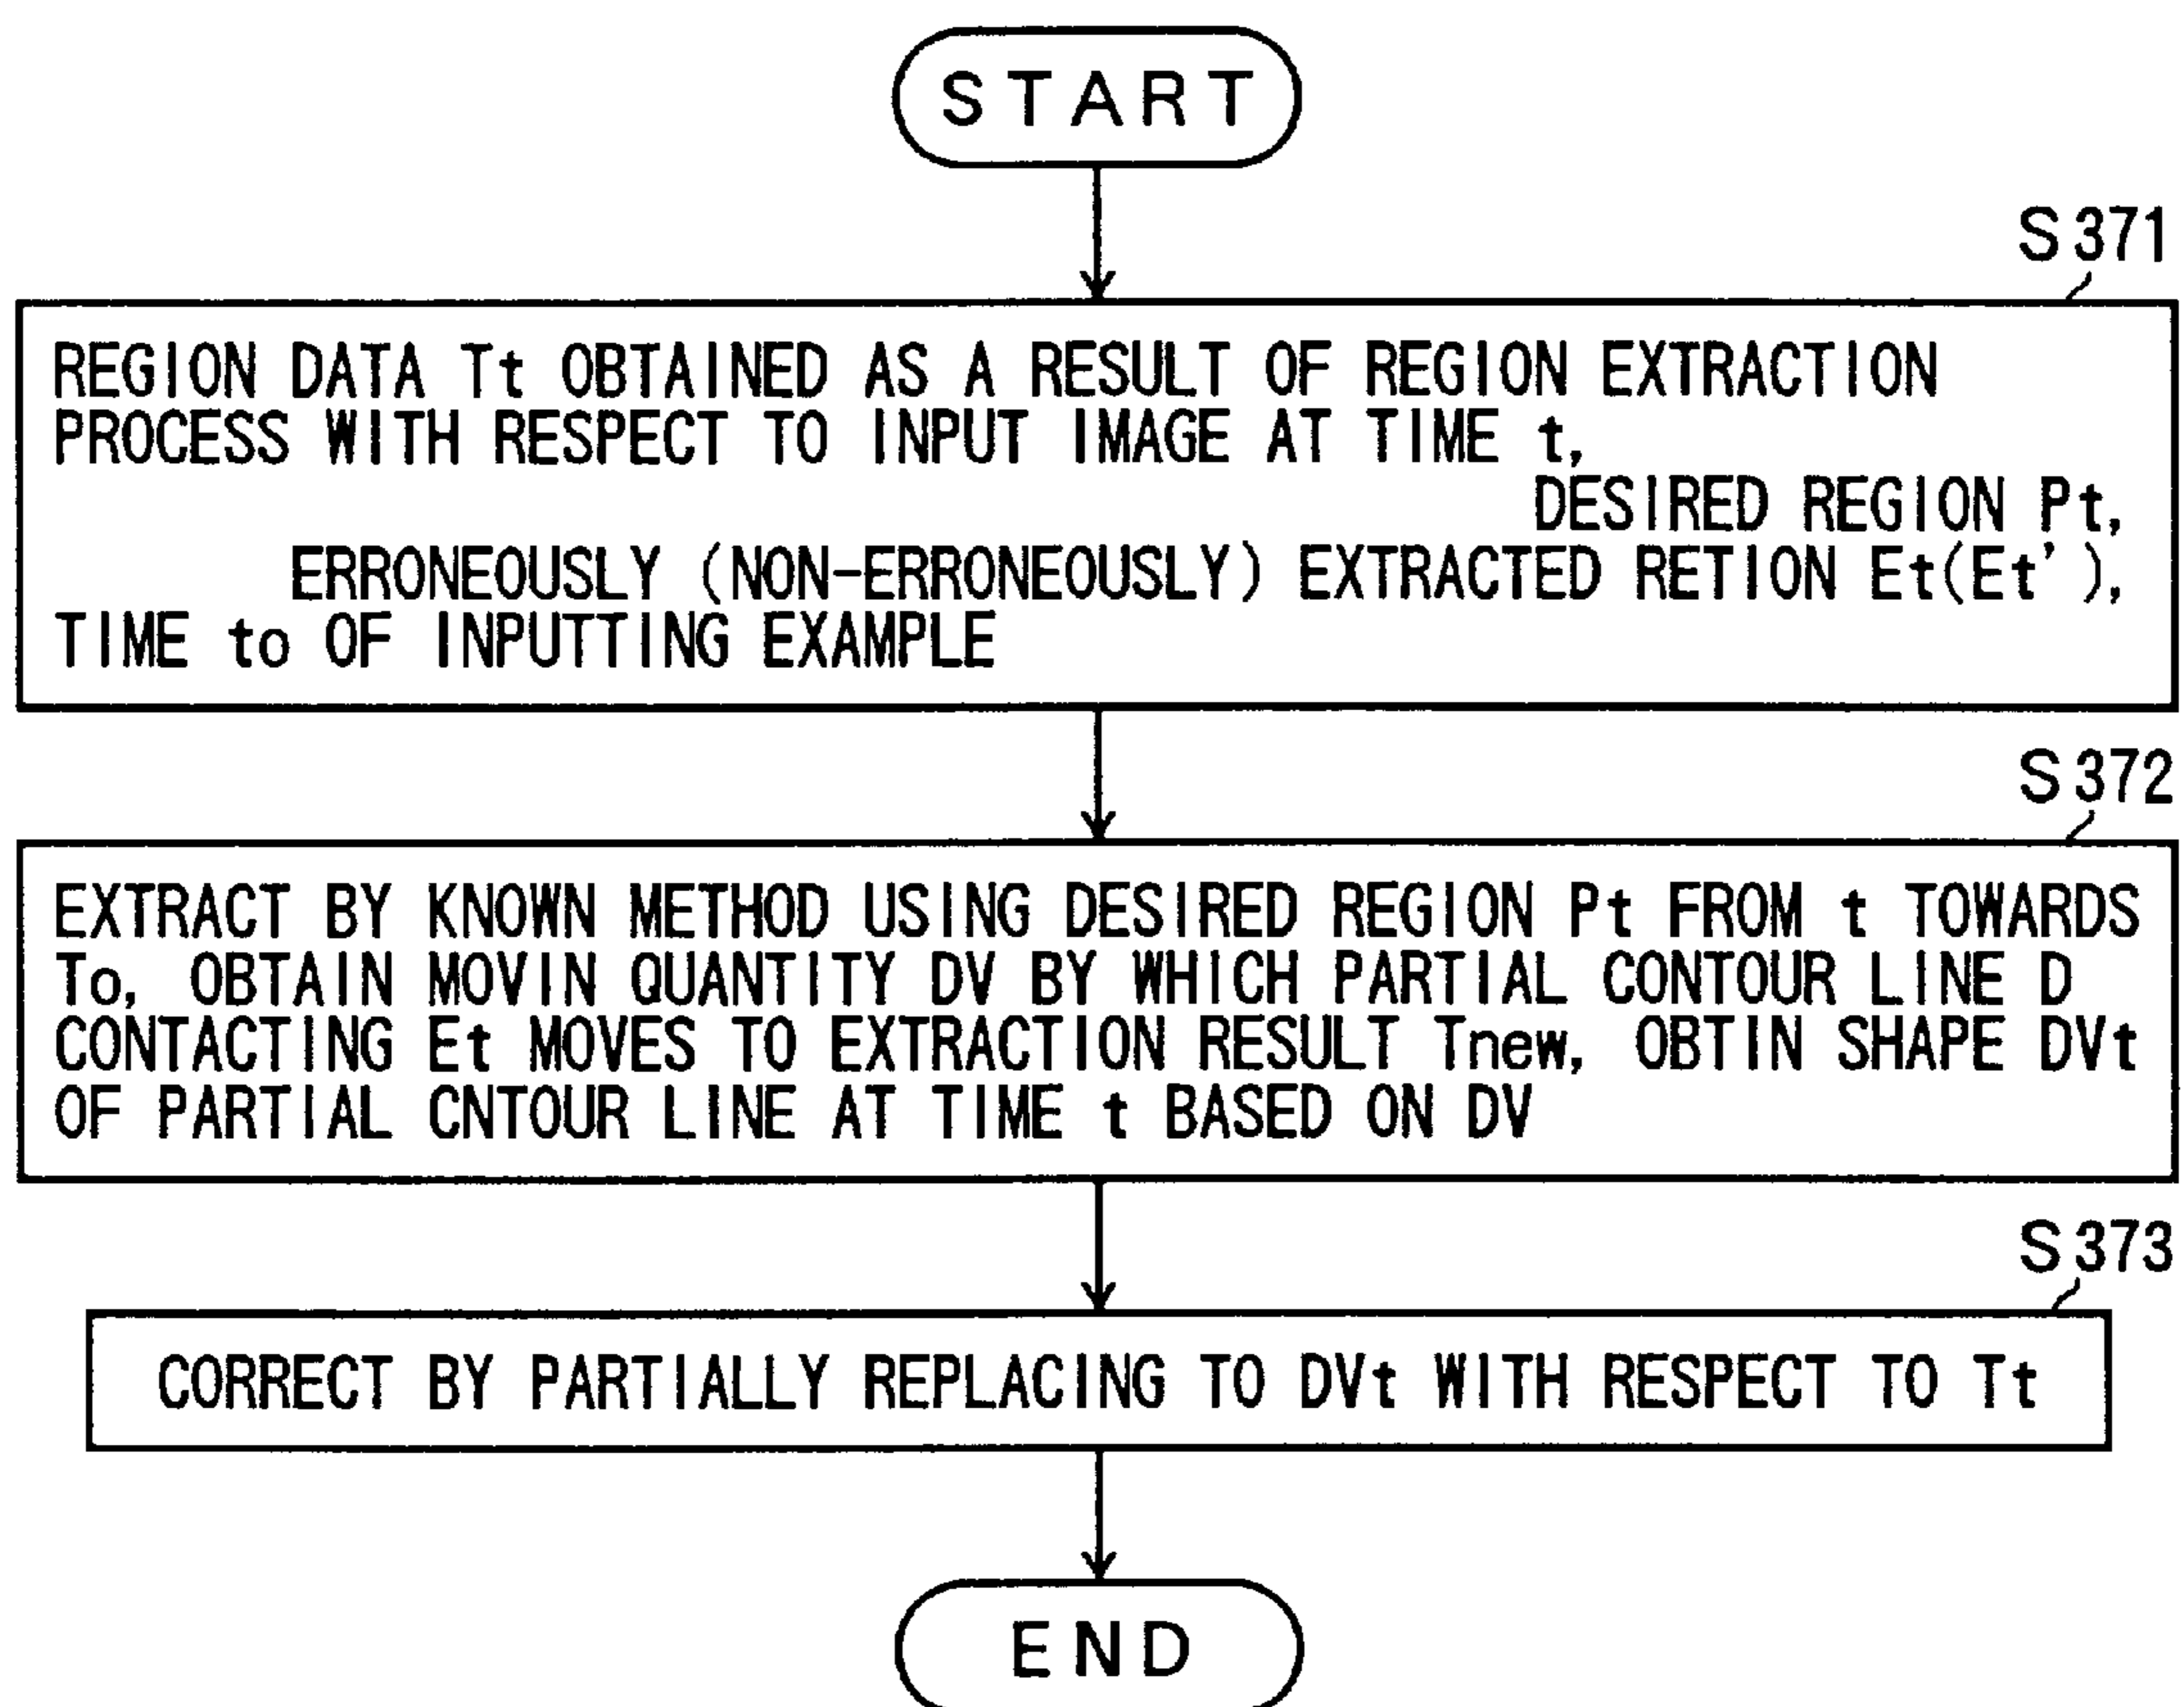 START
S371
REGION DATA Tt OBTAINED AS A RESULT OF REGION EXTRACTION
PROCESS WITH RESPECT TO INPUT IMAGE AT TIME t,
DESIRED REGION Pt,
ERRONEOUSLY (NON-ERRONEOUSLY) EXTRACTED RETION Et(Et'),
TIME to OF INPUTTING EXAMPLE
S372
EXTRACT BY KNOWN METHOD USING DESIRED REGION Pt FROM t TOWARDS
To, OBTAIN MOVIN QUANTITY DV BY WHICH PARTIAL CONTOUR LINE D
CONTACTING Et MOVES TO EXTRACTION RESULT Tnew, OBTIN SHAPE DVt
OF PARTIAL CNTOUR LINE AT TIME t BASED ON DV
S373
CORRECT BY PARTIALLY REPLACING TO DVt WITH RESPECT TO Tt
END